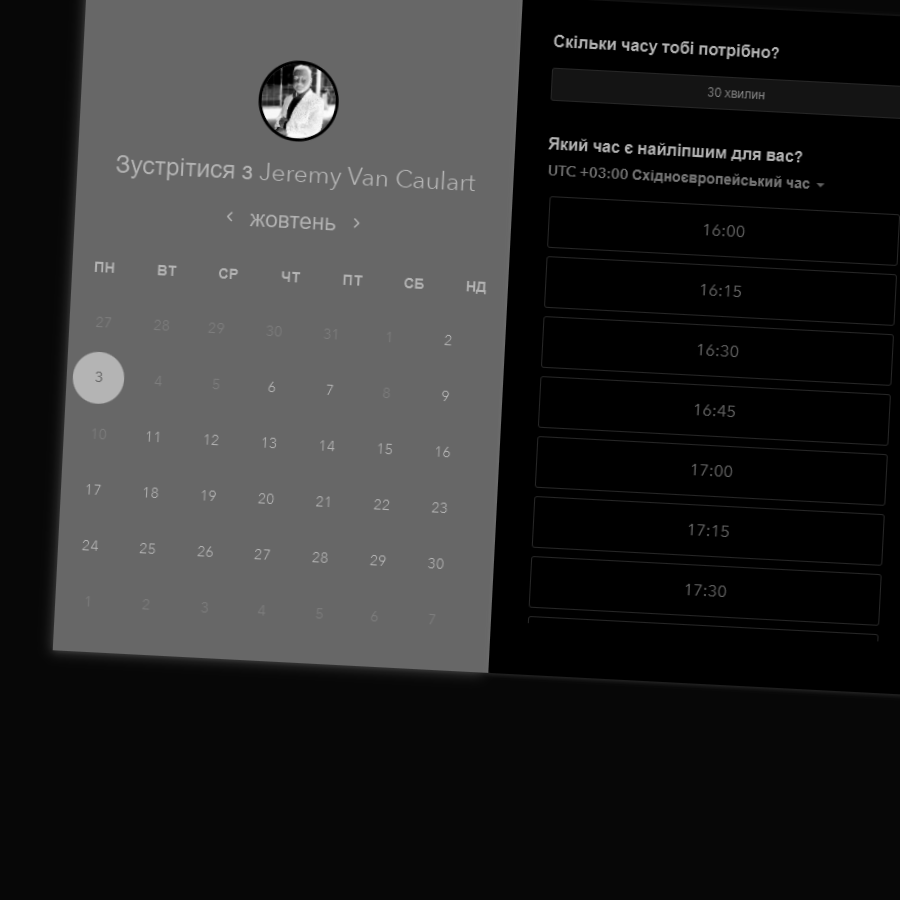 Зустрітися з Jeremy Van Caulart
жовтень
ПН ВТ СР ЧТ ПТ СБ НД
27 28 29 30 31 1 2
3 4 5 6 7 8 9
10 11 12 13 14 15 16
17 18 19 20 21 22 23
24 25 26 27 28 29 30
1 2 3 4 5 6 7
Скільки часу тобі потрібно?
30 хвилин
Який час є найліпшим для вас?
UTC +03:00 Східноєвропейський час
16:00
16:15
16:30
16:45
17:00
17:15
17:30